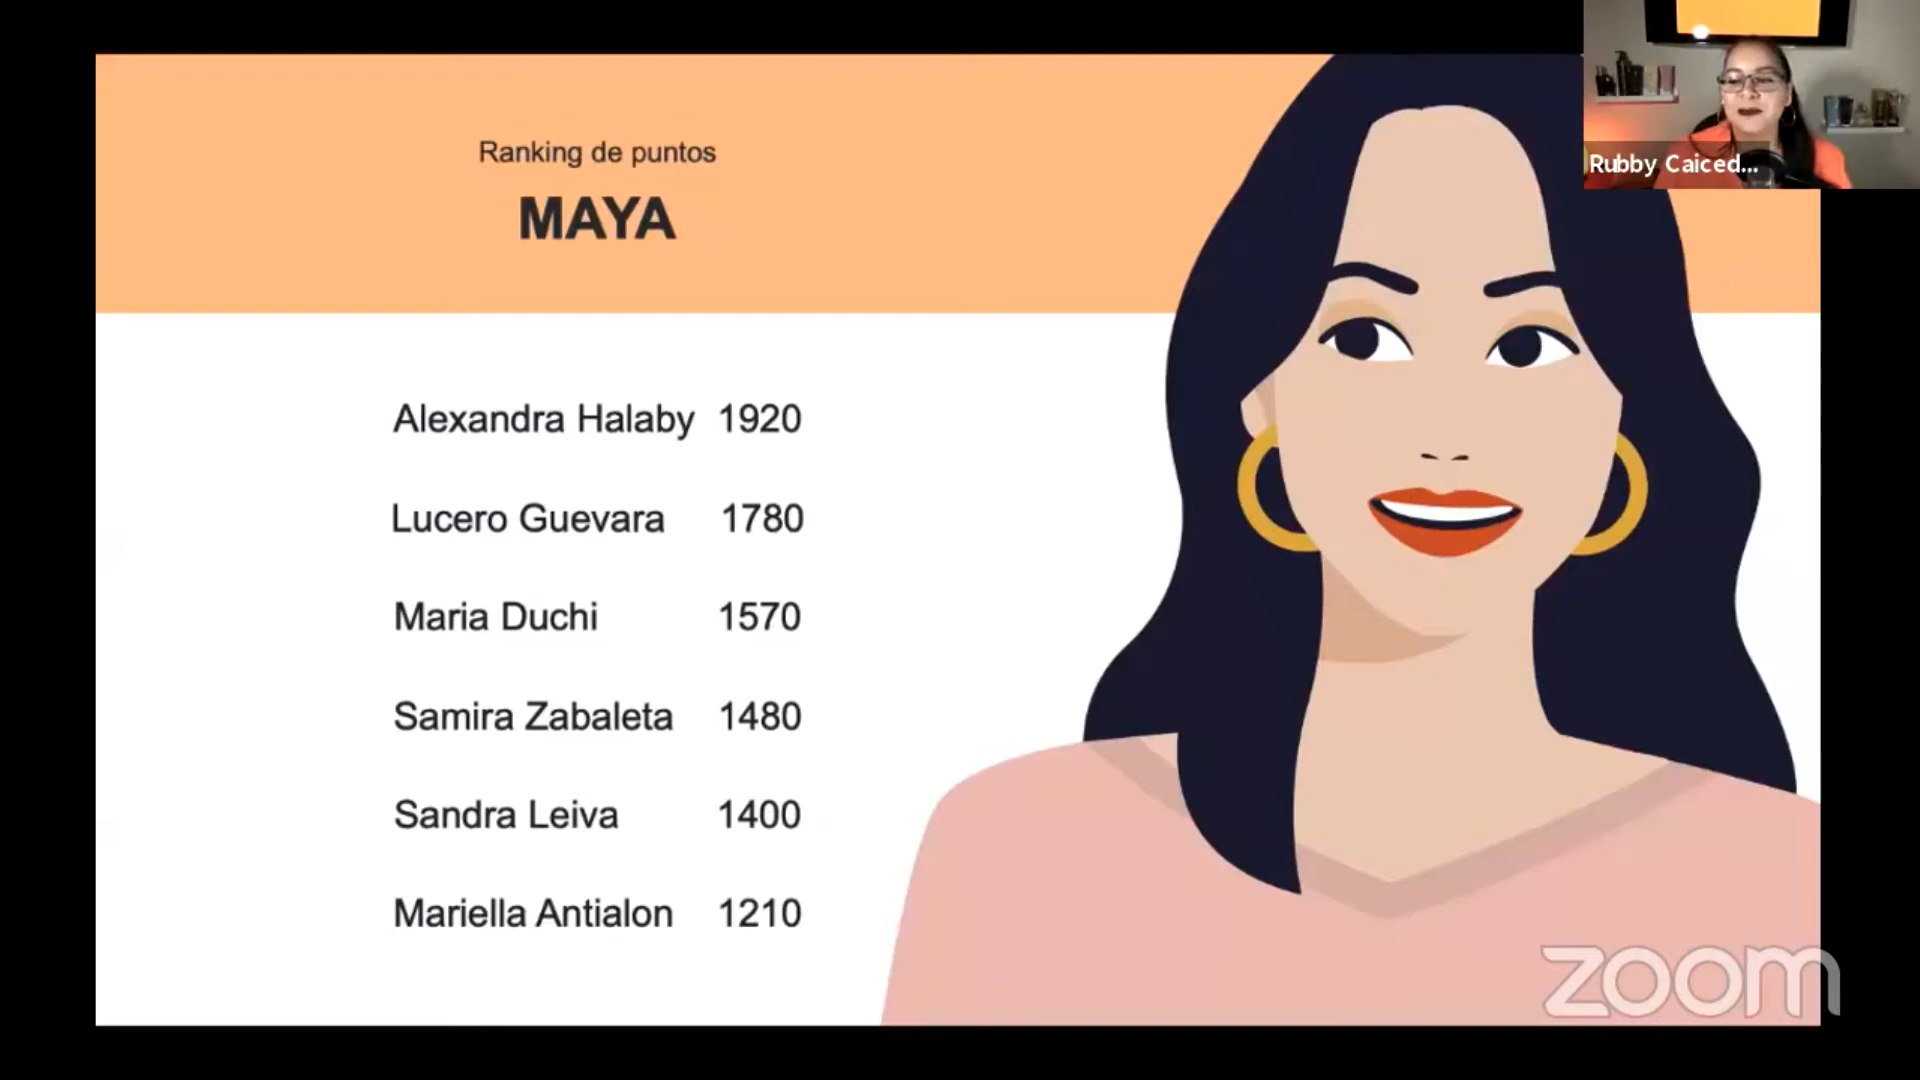 Ranking de puntos
MAYA
Rubby Caiced...
Alexandra Halaby 1920
Lucero Guevara 1780
Maria Duchi 1570
Samira Zabaleta 1480
Sandra Leiva 1400
Mariella Antialon 1210
zoom